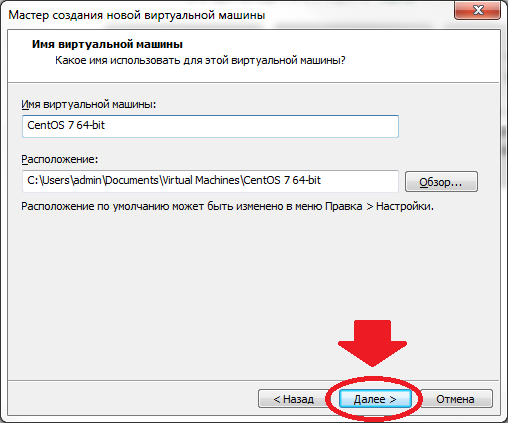 Мастер создания новой виртуальной машины
Имя виртуальной машины
Какое имя использовать для этой виртуальной машины?
Имя виртуальной машины:
CentOS 7 64-bit
Расположение:
C:\Users\admin\Documents\Virtual Machines\CentOS 7 64-bit
Обзор...
Расположение по умолчанию может быть изменено в меню Правка > Настройки.
< Назад
Далее >
Отмена